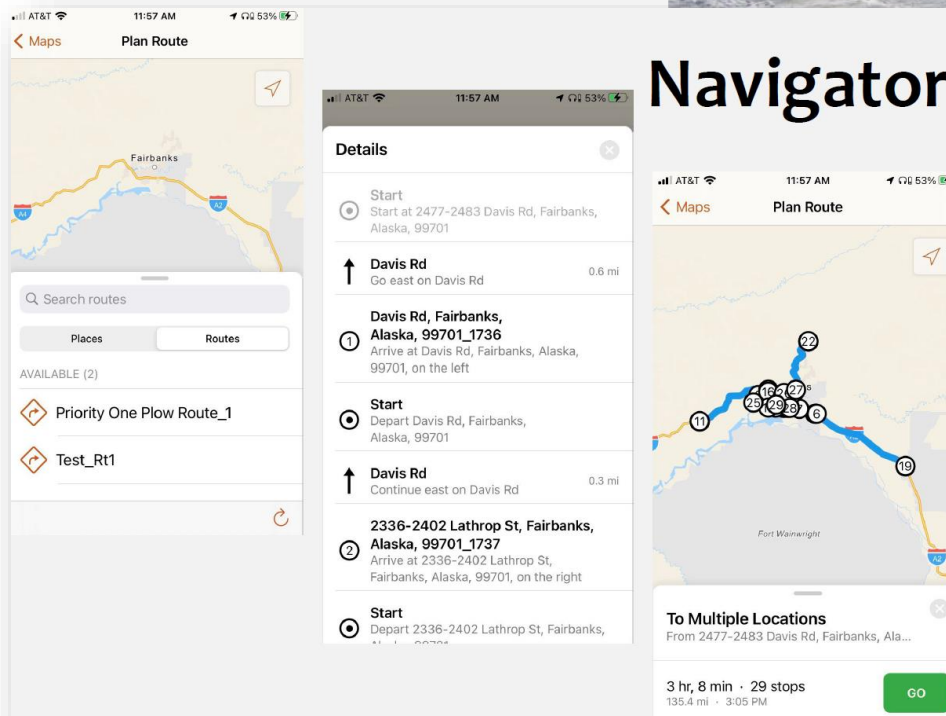 AT&T 11:57 AM 53%
Maps Plan Route
Fairbanks
A4 A2
Search routes
Places Routes
AVAILABLE (2)
Priority One Plow Route_1
Test_Rt1
AT&T 11:57 AM 53%
Details
Start
Start at 2477-2483 Davis Rd, Fairbanks,
Alaska, 99701
Davis Rd
Go east on Davis Rd 0.6 mi
Davis Rd, Fairbanks,
1 Alaska, 99701_1736
Arrive at Davis Rd, Fairbanks, Alaska,
99701, on the left
Start
Depart Davis Rd, Fairbanks,
Alaska, 99701
Davis Rd
Continue east on Davis Rd 0.3 mi
2336-2402 Lathrop St, Fairbanks,
2 Alaska, 99701_1737
Arrive at 2336-2402 Lathrop St,
Fairbanks, Alaska, 99701, on the right
Start
Depart 2336-2402 Lathrop St, Fairbanks,
Navigator
AT&T 11:57 AM 53%
Maps Plan Route
22
16 27
25 29 28 6
11
19
Fort Wainwright
A2
To Multiple Locations
From 2477-2483 Davis Rd, Fairbanks, Ala...
3 hr, 8 min · 29 stops
135.4 mi · 3:05 PM
GO